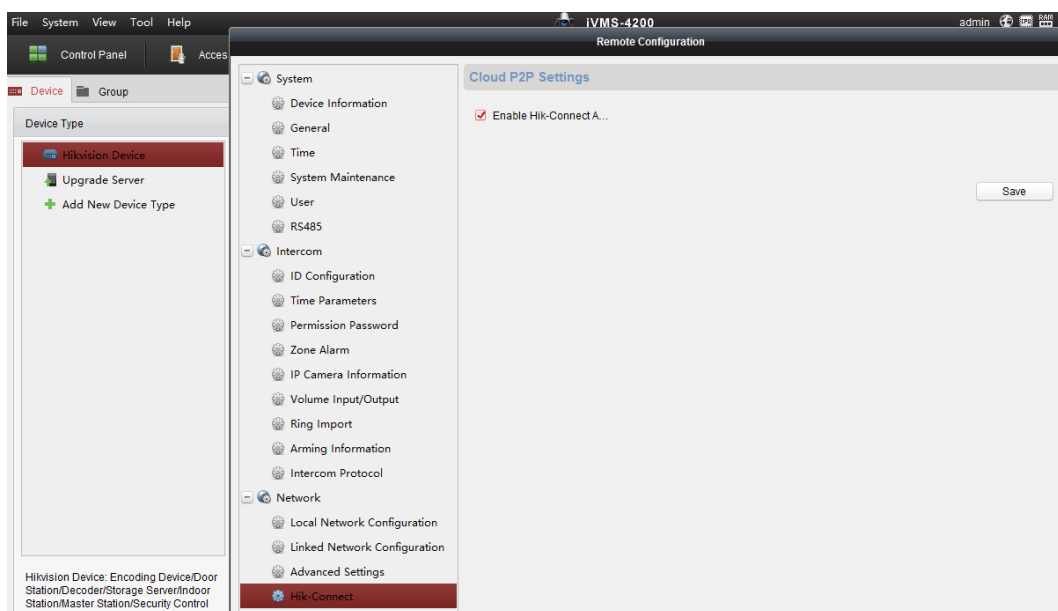 File System View Tool Help
iVMS-4200
admin
CPU
RAM
Control Panel
Acces
Remote Configuration
Device
Group
Device Type
Hikvision Device
Upgrade Server
Add New Device Type
Hikvision Device: Encoding Device/Door
Station/Decoder/Storage Server/Indoor
Station/Master Station/Security Control
System
Device Information
General
Time
System Maintenance
User
RS485
Intercom
ID Configuration
Time Parameters
Permission Password
Zone Alarm
IP Camera Information
Volume Input/Output
Ring Import
Arming Information
Intercom Protocol
Network
Local Network Configuration
Linked Network Configuration
Advanced Settings
Hik-Connect
Cloud P2P Settings
Enable Hik-Connect A...
Save